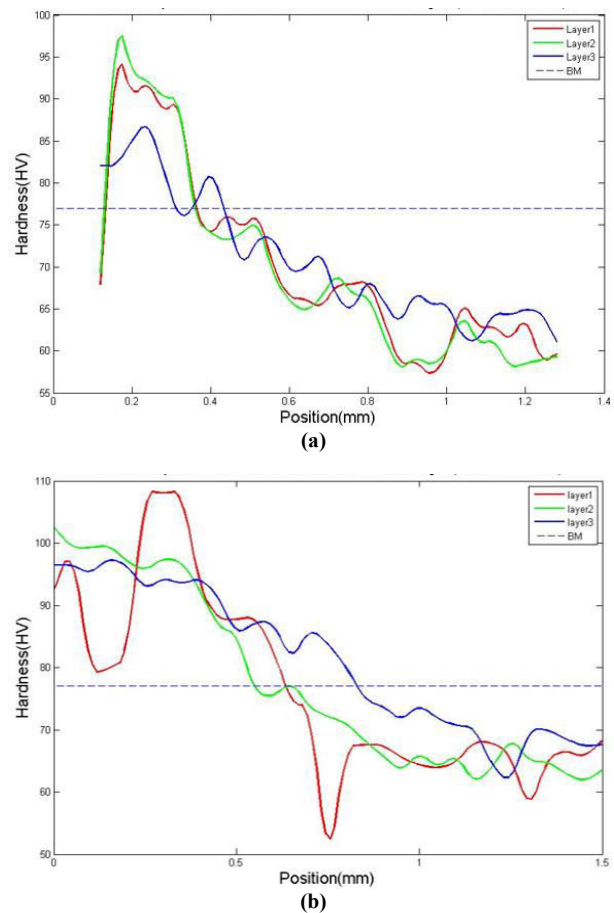 Layer1
Layer2
Layer3
BM
100
95
90
85
80
75
70
65
60
55
Hardness(HV)
0 0.2 0.4 0.6 0.8 1 1.2 1.4
Position(mm)
(a)
layer1
layer2
layer3
BM
110
100
90
80
70
60
50
Hardness(HV)
0 0.5 1 1.5
Position(mm)
(b)